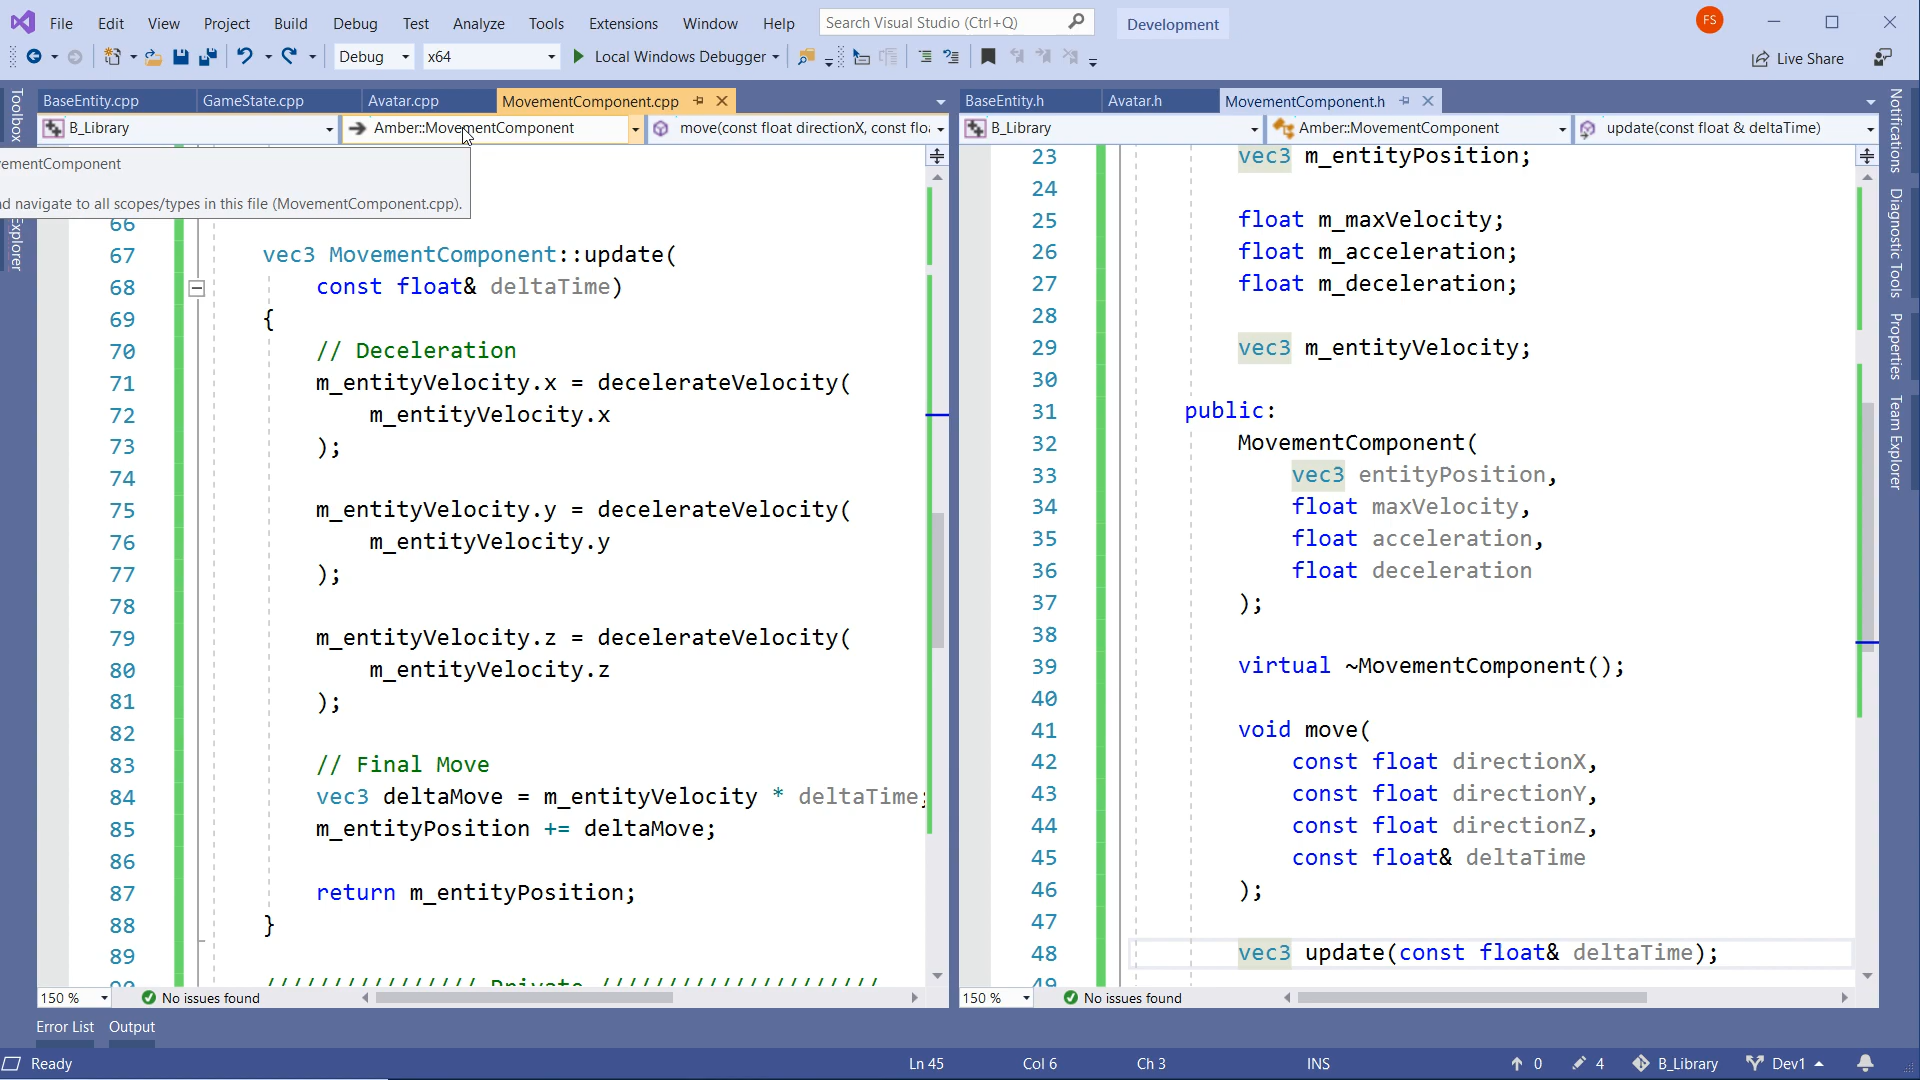 File Edit View Project Build Debug Test Analyze Tools Extensions Window Help Search Visual Studio (Ctrl+Q) Development FS
Debug x64 Local Windows Debugger Live Share
Toolbox
Explorer
BaseEntity.cpp GameState.cpp Avatar.cpp MovementComponent.cpp
B_Library Amber::MovementComponent move(const float directionX, const floa
ementComponent
d navigate to all scopes/types in this file (MovementComponent.cpp).
66
67 vec3 MovementComponent::update(
68 const float& deltaTime)
69 {
70 // Deceleration
71 m_entityVelocity.x = decelerateVelocity(
72 m_entityVelocity.x
73 );
74
75 m_entityVelocity.y = decelerateVelocity(
76 m_entityVelocity.y
77 );
78
79 m_entityVelocity.z = decelerateVelocity(
80 m_entityVelocity.z
81 );
82
83 // Final Move
84 vec3 deltaMove = m_entityVelocity * deltaTime;
85 m_entityPosition += deltaMove;
86
87 return m_entityPosition;
88 }
89
90 //////////////// Private /////////////////////
150 % No issues found
BaseEntity.h Avatar.h MovementComponent.h
B_Library Amber::MovementComponent update(const float & deltaTime)
23 vec3 m_entityPosition;
24
25 float m_maxVelocity;
26 float m_acceleration;
27 float m_deceleration;
28
29 vec3 m_entityVelocity;
30
31 public:
32 MovementComponent(
33 vec3 entityPosition,
34 float maxVelocity,
35 float acceleration,
36 float deceleration
37 );
38
39 virtual ~MovementComponent();
40
41 void move(
42 const float directionX,
43 const float directionY,
44 const float directionZ,
45 const float& deltaTime
46 );
47
48 vec3 update(const float& deltaTime);
49
150 % No issues found
Notifications
Diagnostic Tools
Properties
Team Explorer
Error List Output
Ready Ln 45 Col 6 Ch 3 INS 0 4 B_Library Dev1